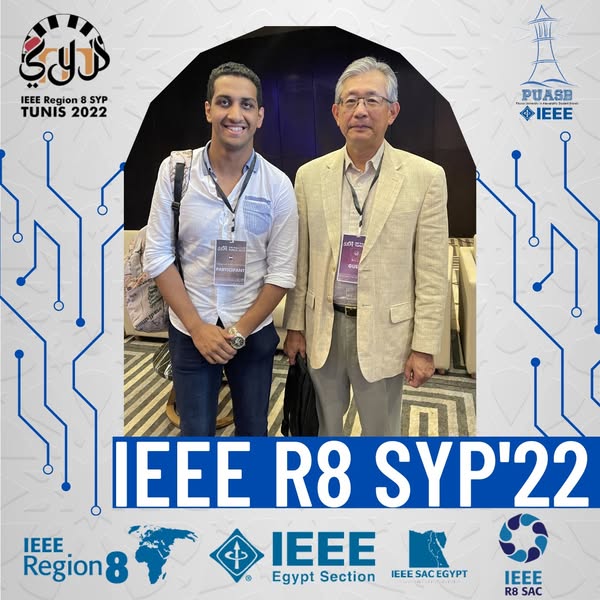 IEEE Region 8 SYP
TUNIS 2022
PUASB
IEEE
PARTICIPANT
IEEE R8 SYP'22
IEEE
Region 8
IEEE
®
Egypt Section
IEEE SAC EGYPT
IEEE
R8 SAC